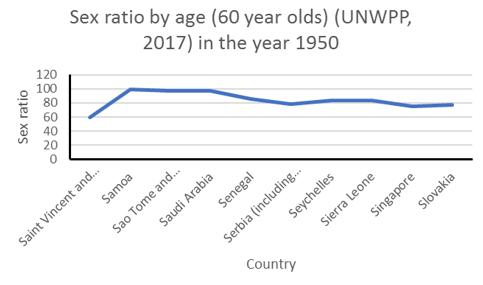 Sex ratio by age (60 year olds) (UNWPP,
2017) in the year 1950
120
100
80
60
40
20
0
Sex ratio
Saint Vincent and…
Samoa
Sao Tome and…
Saudi Arabia
Senegal
Serbia (including…
Seychelles
Sierra Leone
Singapore
Slovakia
Country